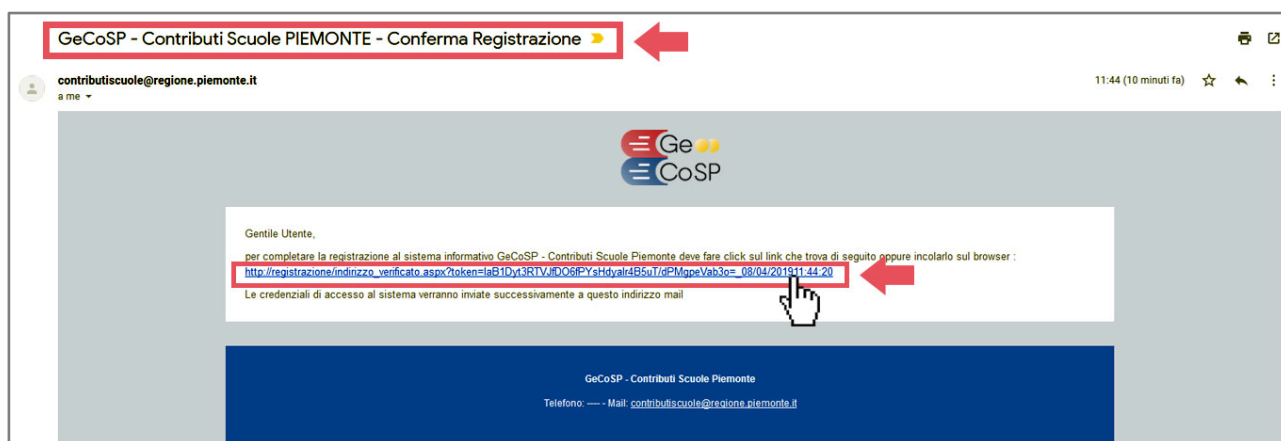 GeCoSP - Contributi Scuole PIEMONTE - Conferma Registrazione
contributiscuole@regione.piemonte.it
11:44 (10 minuti fa)
a me
Ge
CoSP
Gentile Utente,
per completare la registrazione al sistema informativo GeCoSP - Contributi Scuole Piemonte deve fare click sul link che trova di seguito oppure incolarlo sul browser :
http://registrazione/indirizzo_verificato.aspx?token=IaB1Dyt3RTVJfDO6fPYsHdyalr4B5uT/dPMgpeVab3o=_08/04/201911:44:20
Le credenziali di accesso al sistema verranno inviate successivamente a questo indirizzo mail
GeCoSP - Contributi Scuole Piemonte
Telefono: ---- - Mail: contributiscuole@regione.piemonte.it